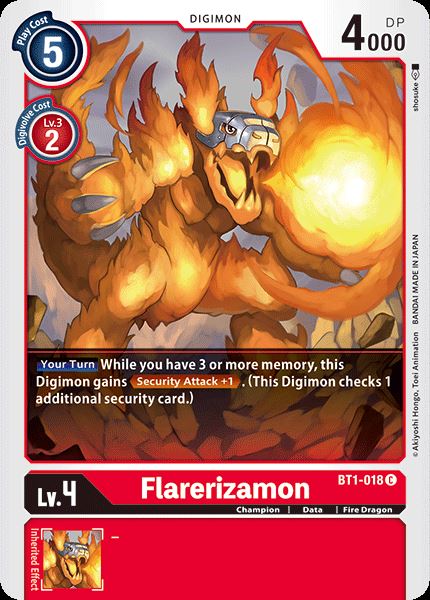 Play Cost
5
DIGIMON
DP
4000
Digivolve Cost
Lv.3
2
shosuke
© Akiyoshi Hongo, Toei Animation BANDAI MADE IN JAPAN
Your Turn While you have 3 or more memory, this
Digimon gains Security Attack +1 . (This Digimon checks 1
additional security card.)
Lv.4
Flarerizamon
BT1-018 C
Champion | Data | Fire Dragon
Inherited Effect
–